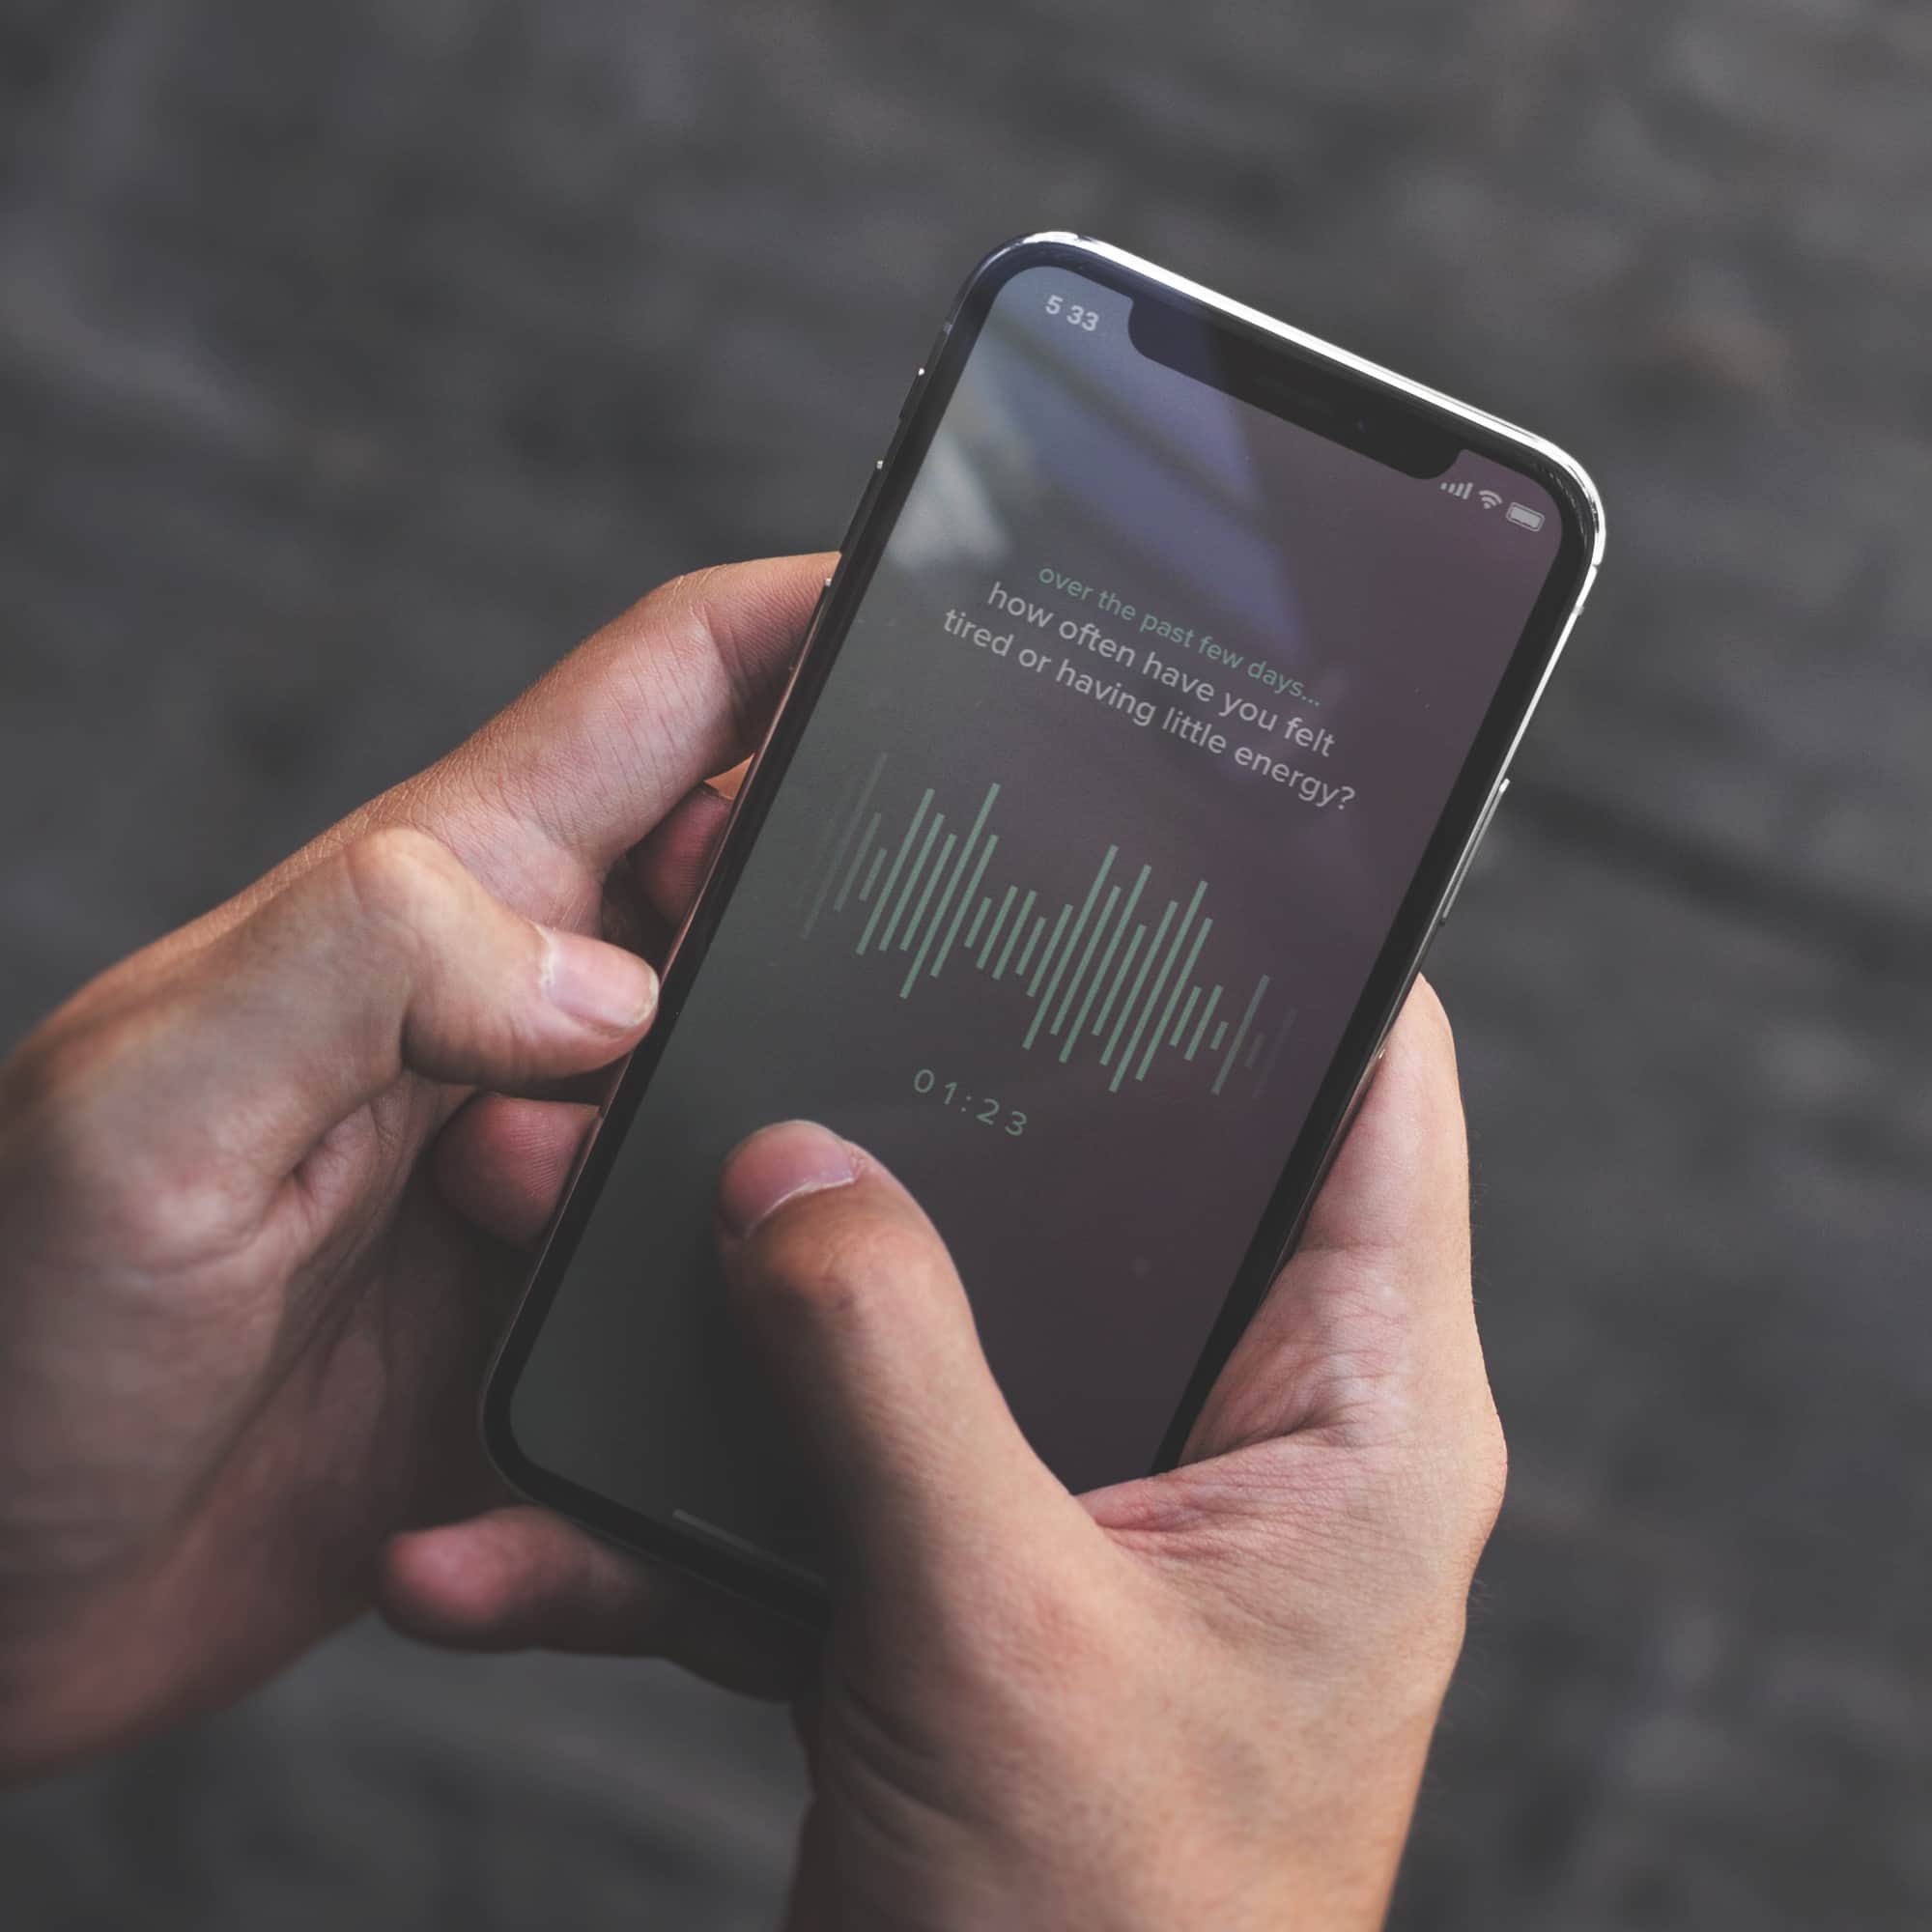 5 33
over the past few days...
how often have you felt
tired or having little energy?
01:23